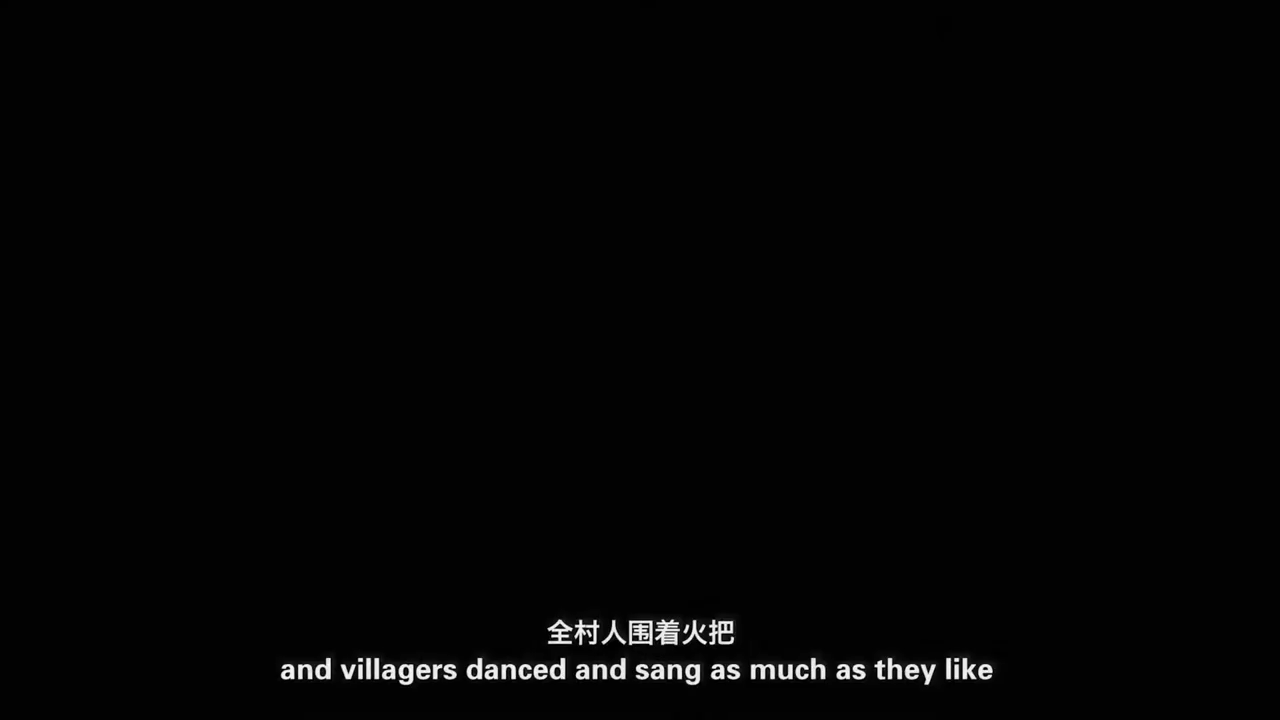 全村人围着火把
and villagers danced and sang as much as they like